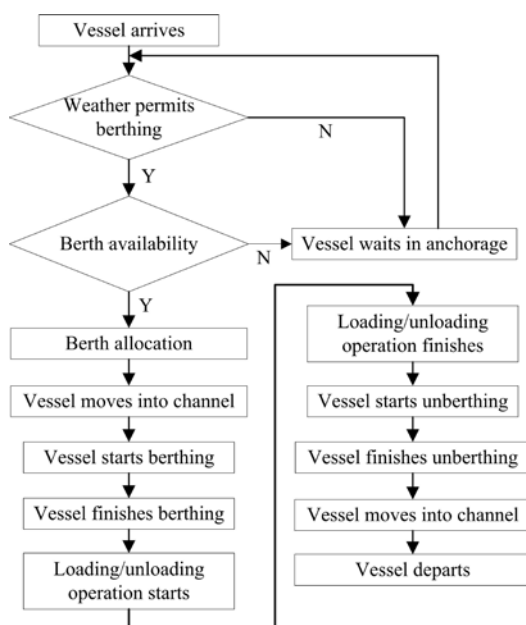 Vessel arrives
Weather permits
berthing
N
Y
Berth availability
N
Vessel waits in anchorage
Y
Berth allocation
Vessel moves into channel
Vessel starts berthing
Vessel finishes berthing
Loading/unloading
operation starts
Loading/unloading
operation finishes
Vessel starts unberthing
Vessel finishes unberthing
Vessel moves into channel
Vessel departs